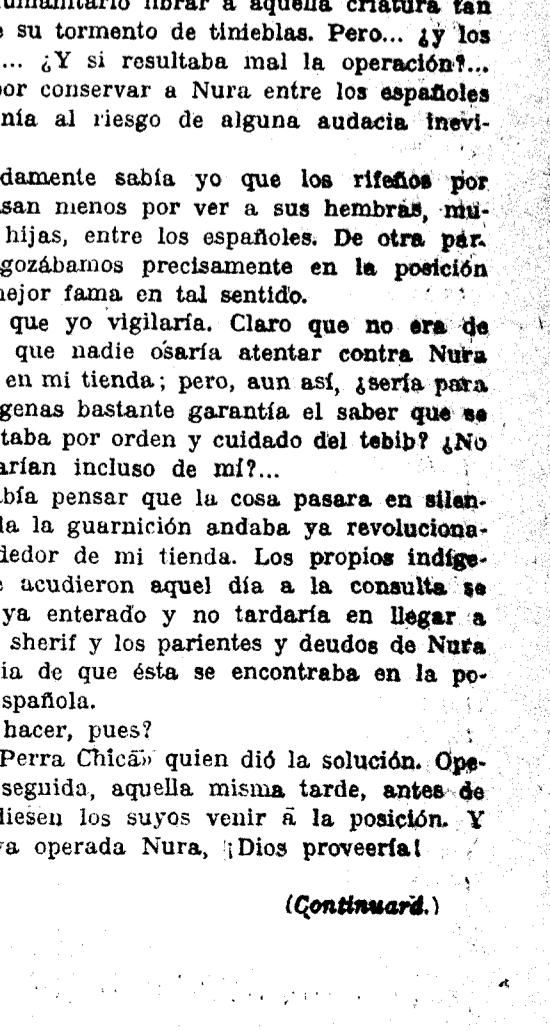 umanitario librar a aquella criatura tan
su tormento de tinieblas. Pero... ¿y los
... ¿Y si resultaba mal la operación?...
or conservar a Nura entre los españoles
nía al riesgo de alguna audacia inevi-
damente sabía yo que los rifeños por
san menos por ver a sus hembras, mu-
hijas, entre los españoles. De otra par-
gozábamos precisamente en la posición
ejor fama en tal sentido.
que yo vigilaría. Claro que no era de
que nadie osaría atentar contra Nura
en mi tienda; pero, aun así, ¿sería para
genas bastante garantía el saber que se
taba por orden y cuidado del tebib? ¿No
arían incluso de mí?...
bía pensar que la cosa pasara en silen-
la la guarnición andaba ya revoluciona-
dedor de mi tienda. Los propios indíge-
e acudieron aquel día a la consulta se
ya enterado y no tardaría en llegar a
sherif y los parientes y deudos de Nura
ia de que ésta se encontraba en la po-
spañola.
hacer, pues?
Perra Chica» quien dió la solución. Ope-
seguida, aquella misma tarde, antes de
diesen los suyos venir a la posición. Y
a operada Nura, ¡Dios proveería!
(Continuará.)